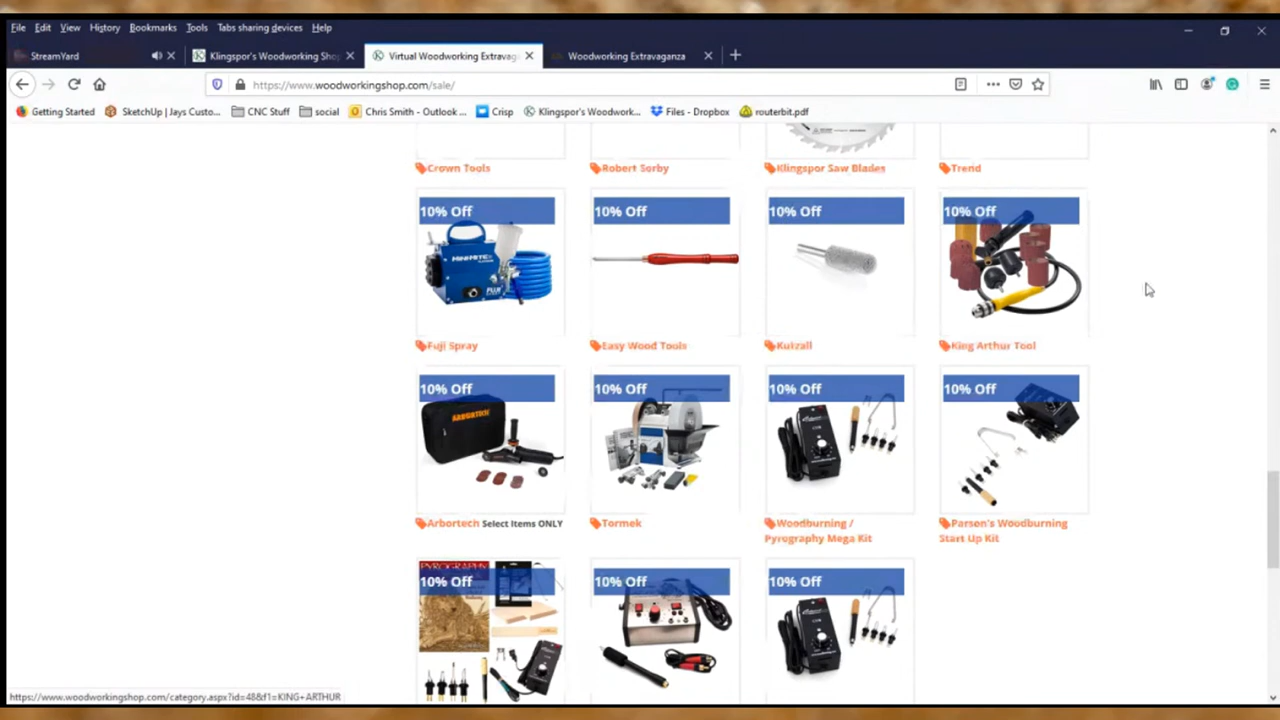 File Edit View History Bookmarks Tools Tabs sharing devices Help
StreamYard Klingspor's Woodworking Sho Virtual Woodworking Extravag Woodworking Extravaganza
https://www.woodworkingshop.com/sale/
Getting Started SketchUp | Jays Custo... CNC Stuff social Chris Smith - Outlook ... Crisp Klingspor's Woodwork... Files - Dropbox routerbit.pdf
Crown Tools Robert Sorby Klingspor Saw Blades Trend
10% Off 10% Off 10% Off 10% Off
MINI-MITE
FUJI
Fuji Spray Easy Wood Tools Kutzall King Arthur Tool
10% Off 10% Off 10% Off 10% Off
ARBORTECH
Arbortech Select Items ONLY Tormek Woodburning / Parson's Woodburning
Pyrography Mega Kit Start Up Kit
10% Off 10% Off 10% Off
PYROGRAPHY
https://www.woodworkingshop.com/category.aspx?id=48&f1=KING+ARTHUR